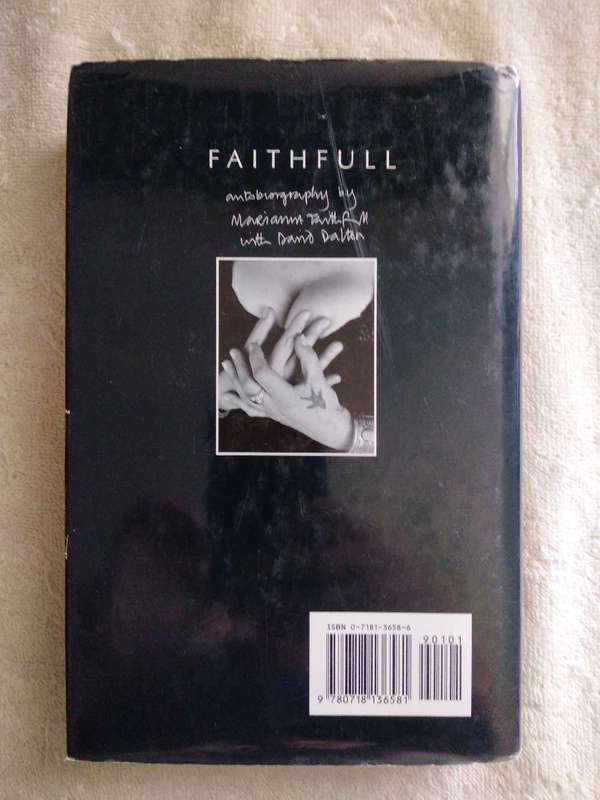 FAITHFULL
autobiography by
Marianne Faithfull
with David Dalton
ISBN 0-7181-3658-6
90101
9 780718 136581